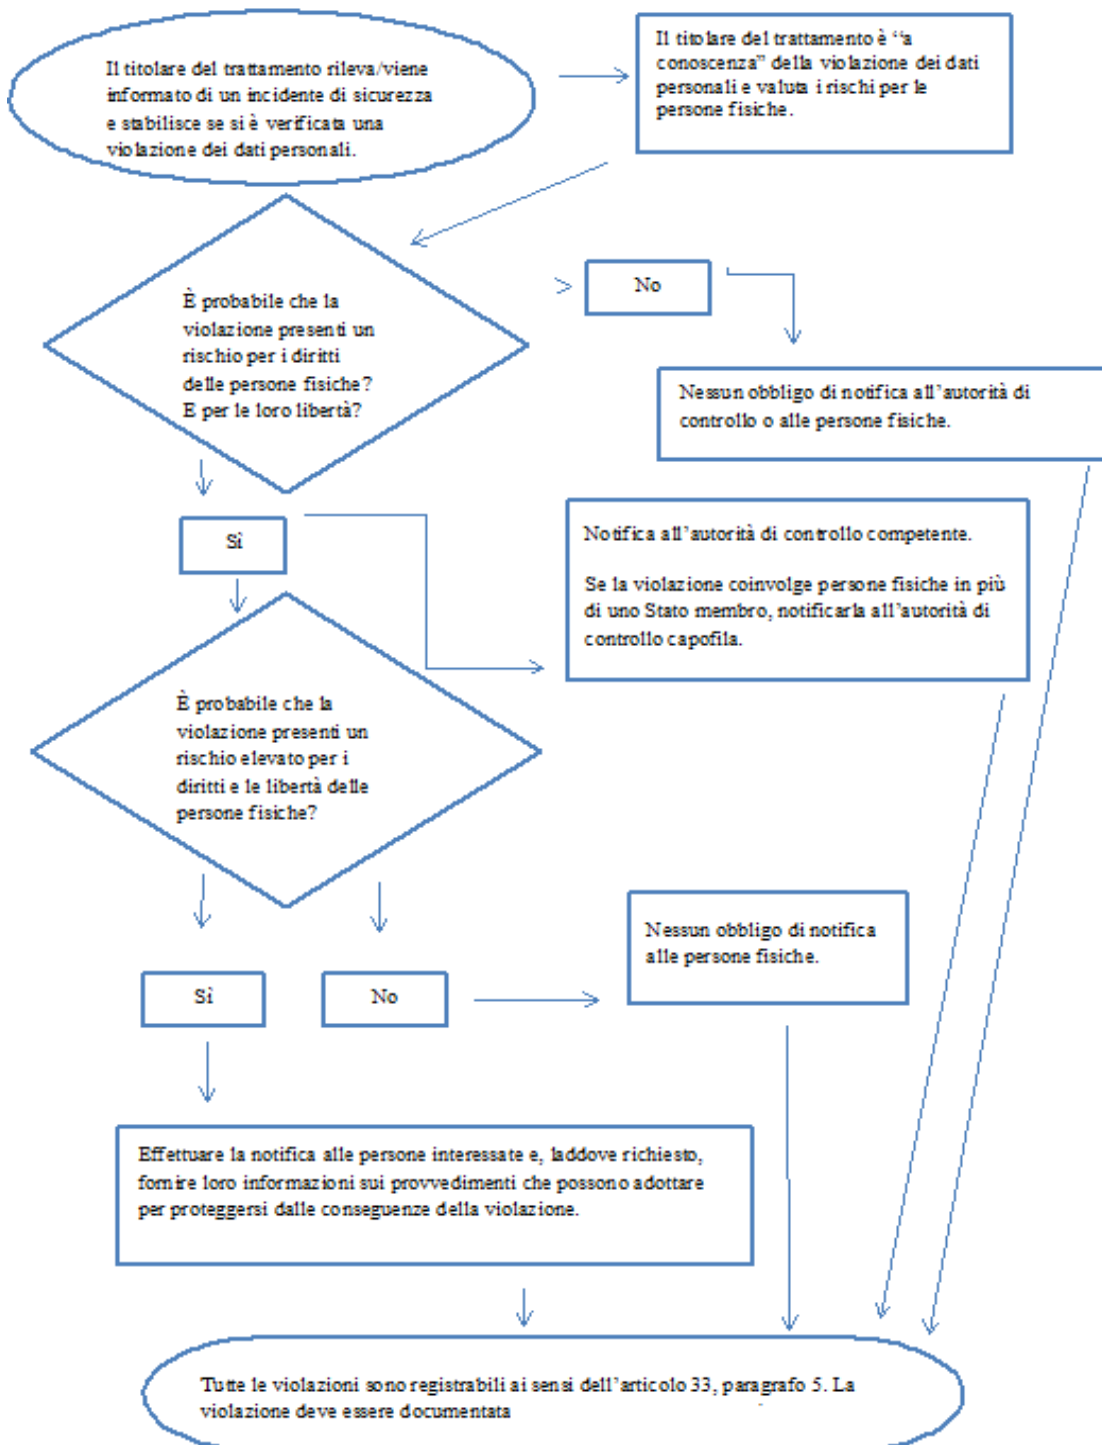 Il titolare del trattamento rileva/viene
informato di un incidente di sicurezza
e stabilisce se si è verificata una
violazione dei dati personali.
Il titolare del trattamento è “a
conoscenza” della violazione dei dati
personali e valuta i rischi per le
persone fisiche.
È probabile che la
violazione presenti un
rischio per i diritti
delle persone fisiche?
E per le loro libertà?
No
Nessun obbligo di notifica all’autorità di
controllo o alle persone fisiche.
Sì
Notifica all’autorità di controllo competente.
Se la violazione coinvolge persone fisiche in più
di uno Stato membro, notificarla all’autorità di
controllo capofila.
È probabile che la
violazione presenti un
rischio elevato per i
diritti e le libertà delle
persone fisiche?
Sì
No
Nessun obbligo di notifica
alle persone fisiche.
Effettuare la notifica alle persone interessate e, laddove richiesto,
fornire loro informazioni sui provvedimenti che possono adottare
per proteggersi dalle conseguenze della violazione.
Tutte le violazioni sono registrabili ai sensi dell’articolo 33, paragrafo 5. La
violazione deve essere documentata